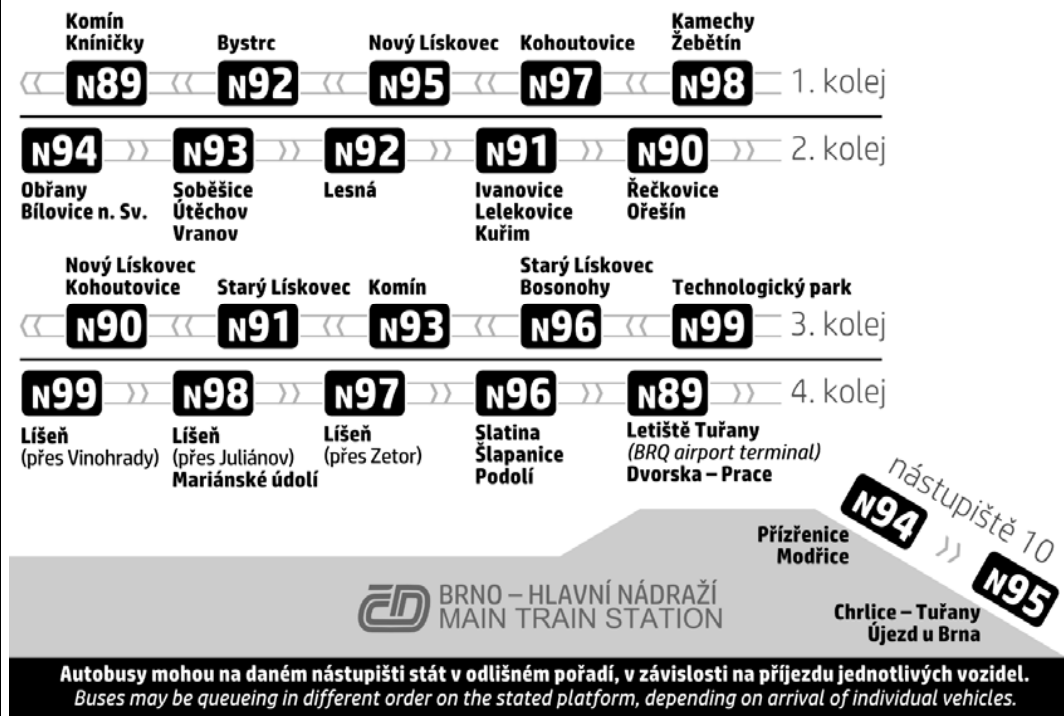 Komín
Kníničky
Bystrc
Nový Lískovec
Kohoutovice
Kamechy
Žebětín
N89 N92 N95 N97 N98 1. kolej
N94 N93 N92 N91 N90 2. kolej
Obřany
Bílovice n. Sv.
Soběšice
Útěchov
Vranov
Lesná
Ivanovice
Lelekovice
Kuřim
Řečkovice
Ořešín
Nový Lískovec
Kohoutovice
Starý Lískovec
Komín
Starý Lískovec
Bosonohy
Technologický park
N90 N91 N93 N96 N99 3. kolej
N99 N98 N97 N96 N89 4. kolej
Líšeň
(přes Vinohrady)
Líšeň
(přes Juliánov)
Mariánské údolí
Líšeň
(přes Zetor)
Slatina
Šlapanice
Podolí
Letiště Tuřany
(BRQ airport terminal)
Dvorska – Prace
nástupiště 10
N94 N95
Přízřenice
Modřice
Chrlice – Tuřany
Újezd u Brna
ČD
BRNO – HLAVNÍ NÁDRAŽÍ
MAIN TRAIN STATION
Autobusy mohou na daném nástupišti stát v odlišném pořadí, v závislosti na příjezdu jednotlivých vozidel.
Buses may be queueing in different order on the stated platform, depending on arrival of individual vehicles.